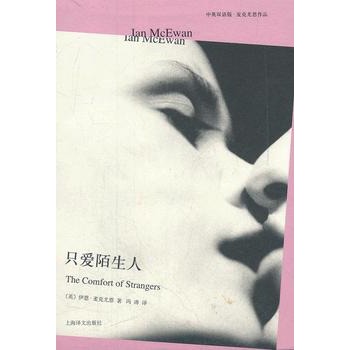 中英双语版·麦克尤恩作品
Ian McEwan
Ian McEwan
只爱陌生人
The Comfort of Strangers
（英）伊恩·麦克尤恩 著 冯涛 译
上海译文出版社